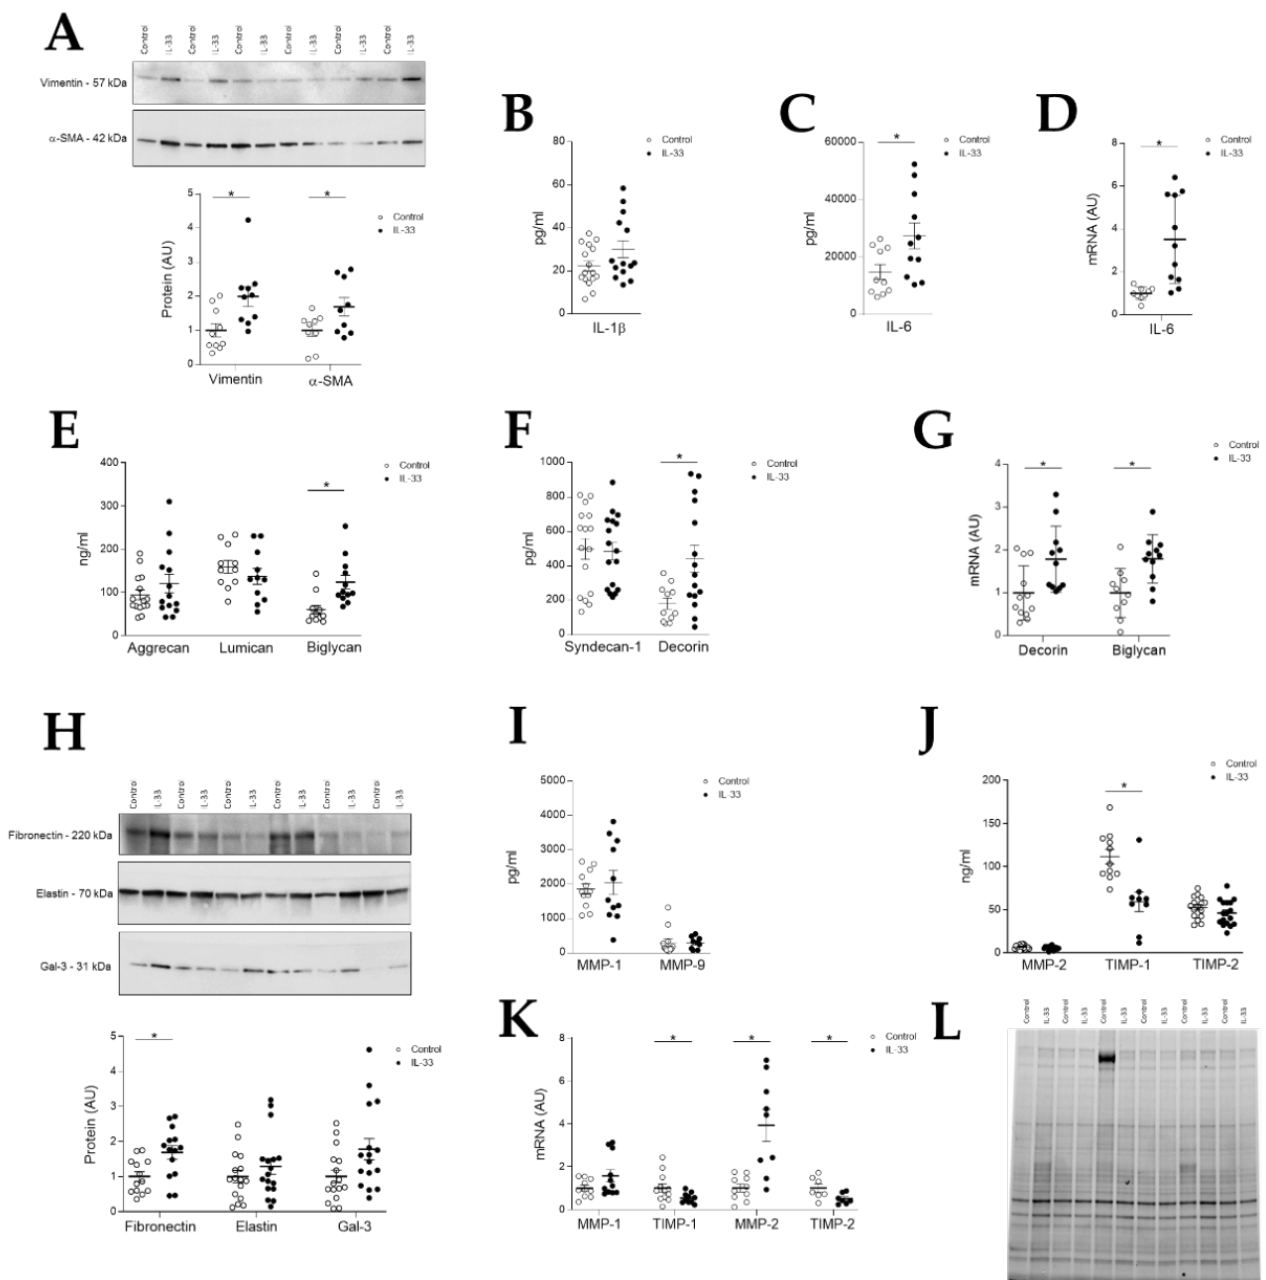 A
Control IL-33 Control IL-33 Control IL-33 Control IL-33 Control IL-33 Control IL-33
Vimentin - 57 kDa
α-SMA - 42 kDa
5
4
3
2
1
0
Protein (AU)
*
*
Control
IL-33
Vimentin
α-SMA
B
80
60
40
20
0
pg/ml
Control
IL-33
IL-1β
C
60000
40000
20000
0
pg/ml
*
Control
IL-33
IL-6
D
8
6
4
2
0
mRNA (AU)
*
Control
IL-33
IL-6
E
400
300
200
100
0
ng/ml
*
Control
IL-33
Aggrecan
Lumican
Biglycan
F
1000
800
600
400
200
0
pg/ml
*
Control
IL-33
Syndecan-1
Decorin
G
4
3
2
1
0
mRNA (AU)
*
*
Control
IL-33
Decorin
Biglycan
H
Control IL-33 Control IL-33 Control IL-33 Control IL-33 Control IL-33 Control IL-33
Fibronectin - 220 kDa
Elastin - 70 kDa
Gal-3 - 31 kDa
5
4
3
2
1
0
Protein (AU)
*
Control
IL-33
Fibronectin
Elastin
Gal-3
I
5000
4000
3000
2000
1000
0
pg/ml
Control
IL-33
MMP-1
MMP-9
J
200
150
100
50
0
ng/ml
*
Control
IL-33
MMP-2
TIMP-1
TIMP-2
K
8
6
4
2
0
mRNA (AU)
*
*
*
Control
IL-33
MMP-1
TIMP-1
MMP-2
TIMP-2
L
Control IL-33 Control IL-33 Control IL-33 Control IL-33 Control IL-33 Control IL-33